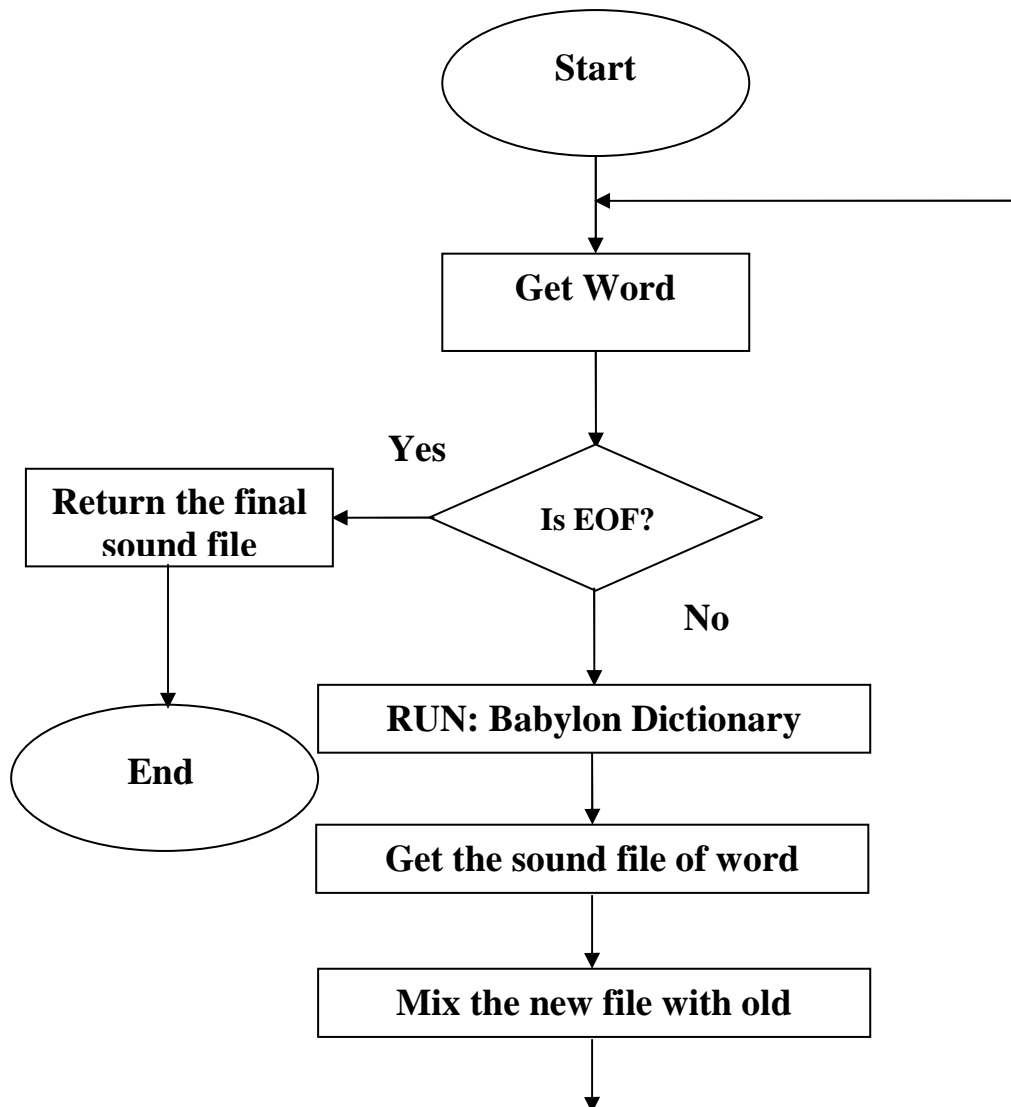 Start
Get Word
Yes
Return the final
sound file
Is EOF?
No
RUN: Babylon Dictionary
End
Get the sound file of word
Mix the new file with old